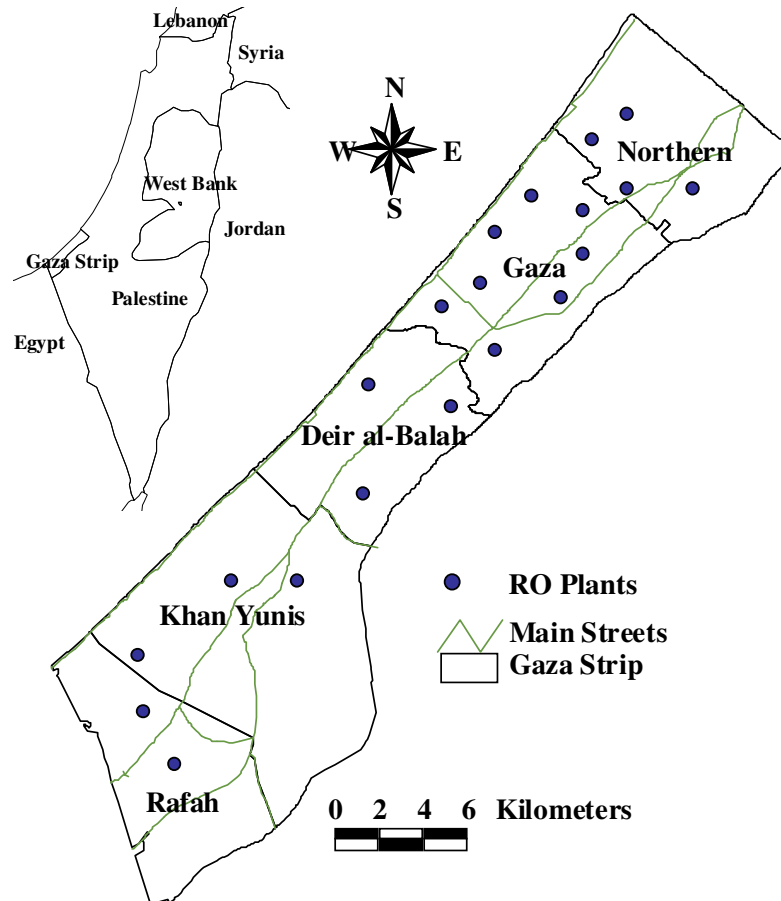 Lebanon
Syria
West Bank
Jordan
Gaza Strip
Palestine
Egypt
N
W E
S
Northern
Gaza
Deir al-Balah
Khan Yunis
Rafah
RO Plants
Main Streets
Gaza Strip
0 2 4 6 Kilometers